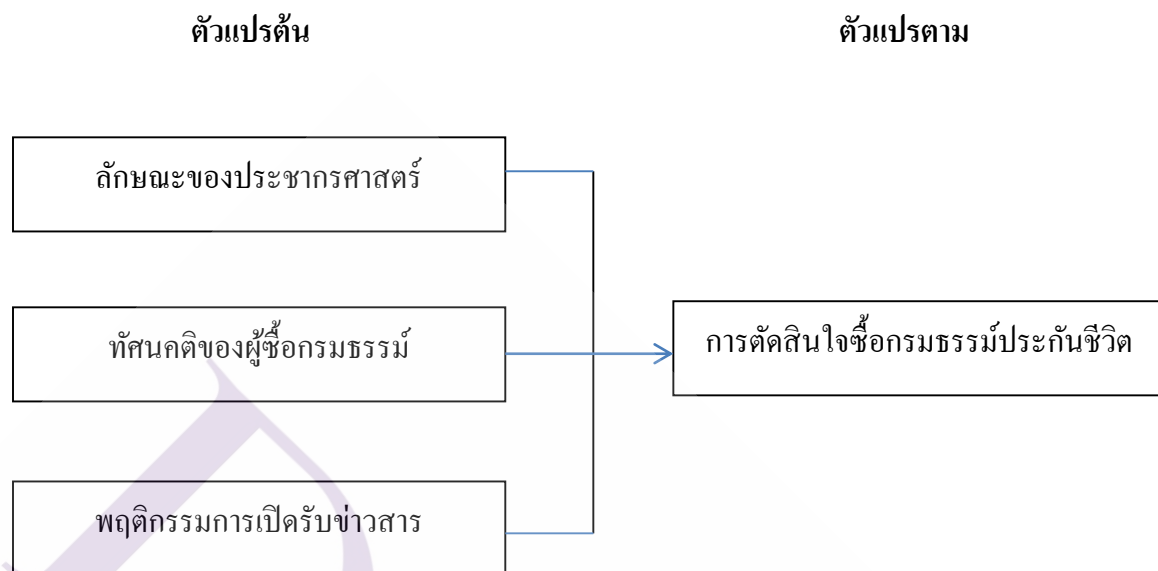 ตัวแปรต้น
ตัวแปรตาม
ลักษณะของประชากรศาสตร์
ทัศนคติของผู้ซื้อกรมธรรม์
การตัดสินใจซื้อกรมธรรม์ประกันชีวิต
พฤติกรรมการเปิดรับข่าวสาร